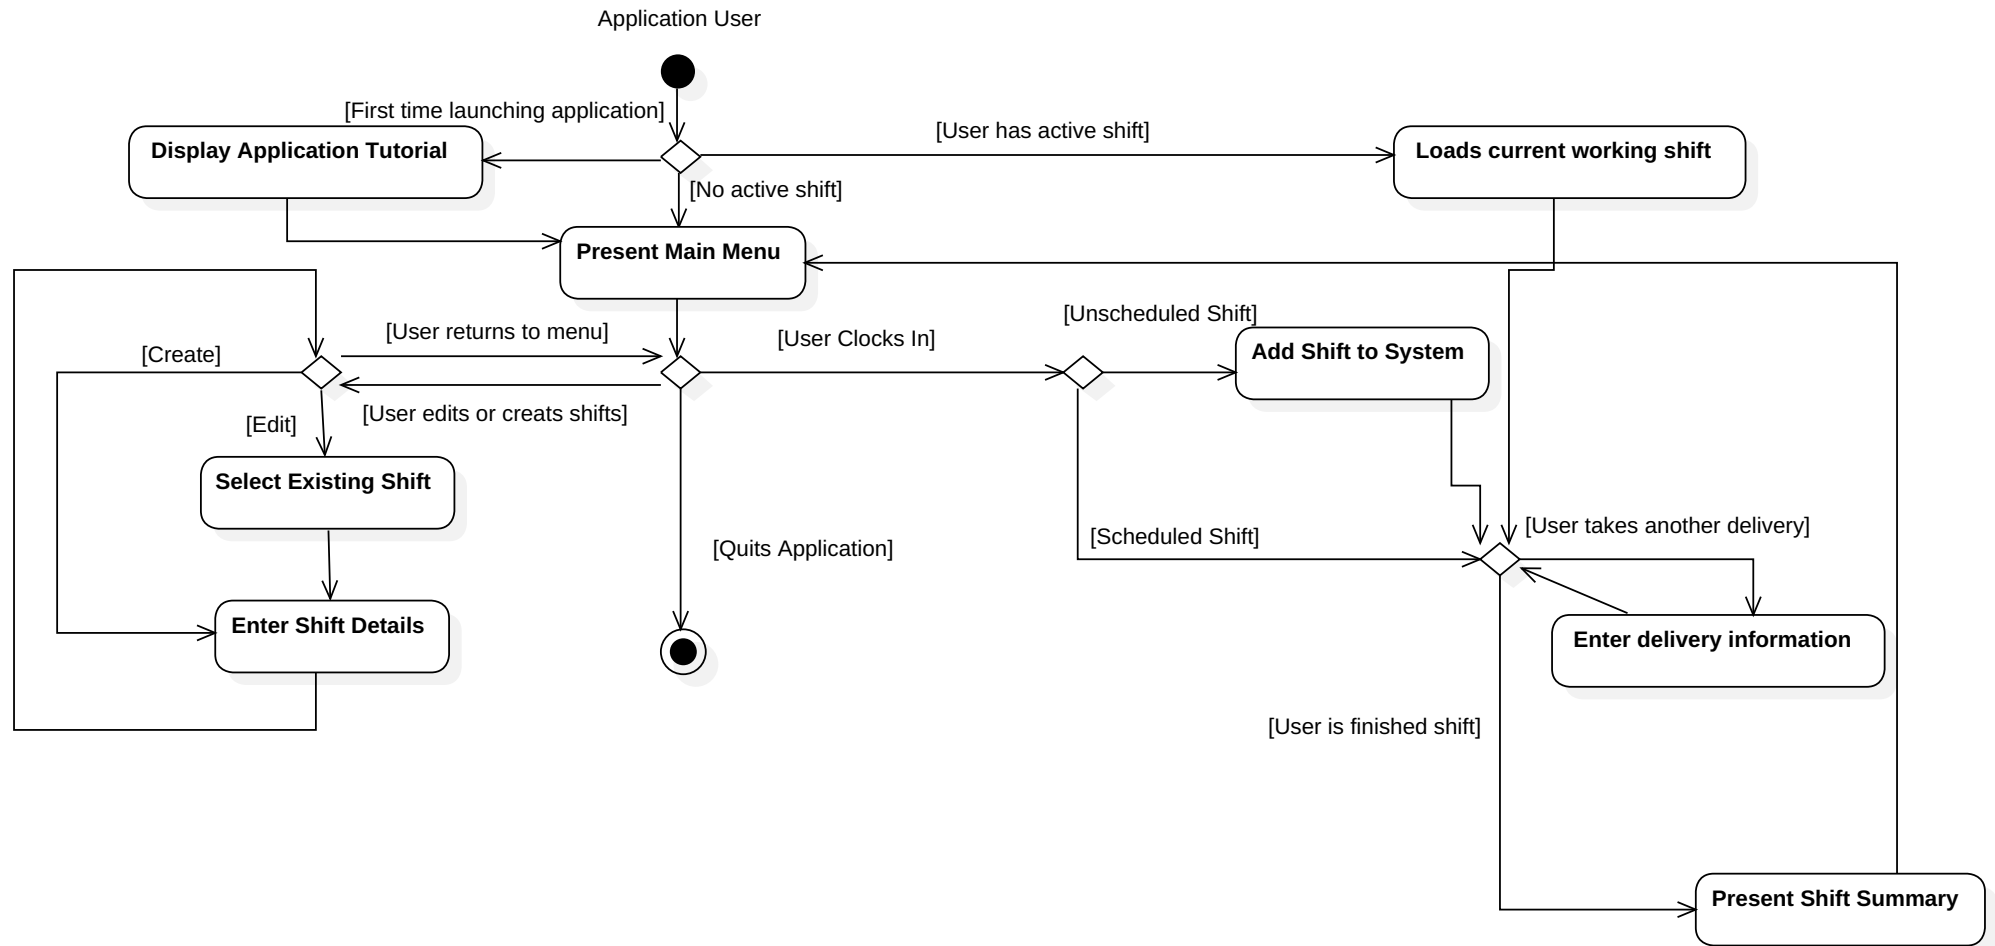 Application User
[First time launching application]
[User has active shift]
Display Application Tutorial
Loads current working shift
[No active shift]
Present Main Menu
[Unscheduled Shift]
[User returns to menu]
[User Clocks In]
[Create]
Add Shift to System
[User edits or creats shifts]
[Edit]
Select Existing Shift
[User takes another delivery]
[Scheduled Shift]
[Quits Application]
Enter Shift Details
Enter delivery information
[User is finished shift]
Present Shift Summary